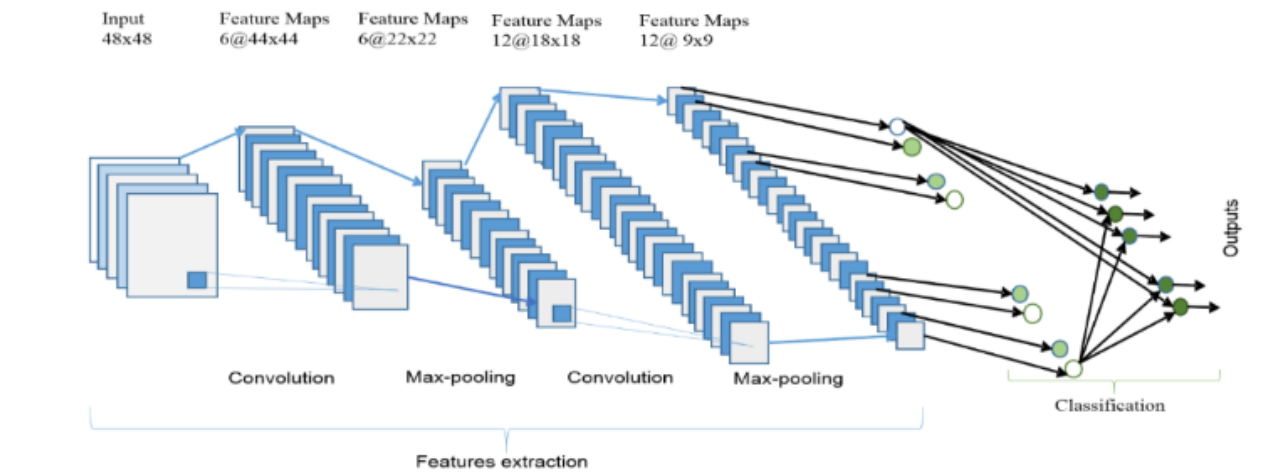 Input
48x48
Feature Maps
6@44x44
Feature Maps
6@22x22
Feature Maps
12@18x18
Feature Maps
12@ 9x9
Outputs
Convolution
Max-pooling
Convolution
Max-pooling
Classification
Features extraction